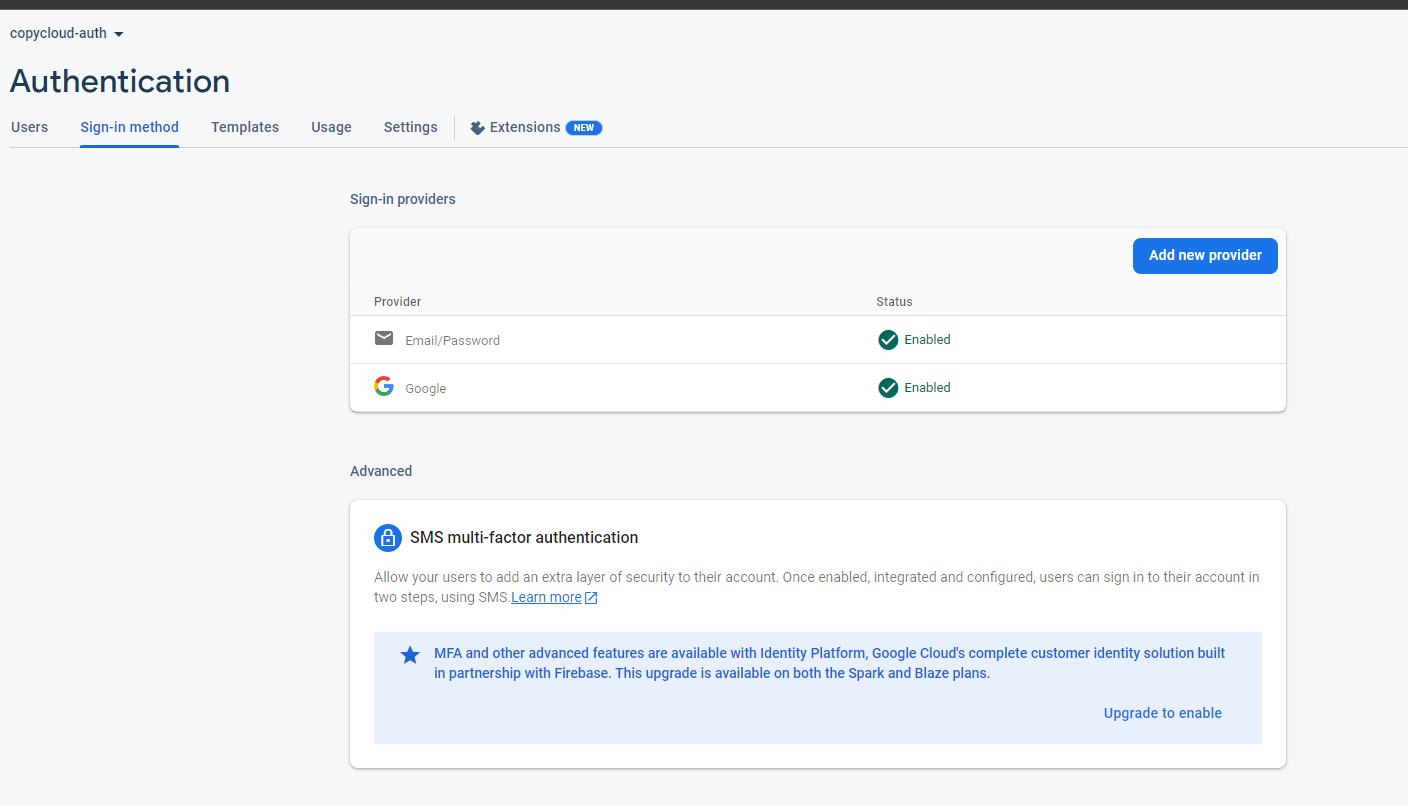 copycloud-auth
Authentication
Users Sign-in method Templates Usage Settings Extensions NEW
Sign-in providers
Add new provider
Provider Status
Email/Password Enabled
Google Enabled
Advanced
SMS multi-factor authentication
Allow your users to add an extra layer of security to their account. Once enabled, integrated and configured, users can sign in to their account in
two steps, using SMS.Learn more
MFA and other advanced features are available with Identity Platform, Google Cloud's complete customer identity solution built
in partnership with Firebase. This upgrade is available on both the Spark and Blaze plans.
Upgrade to enable